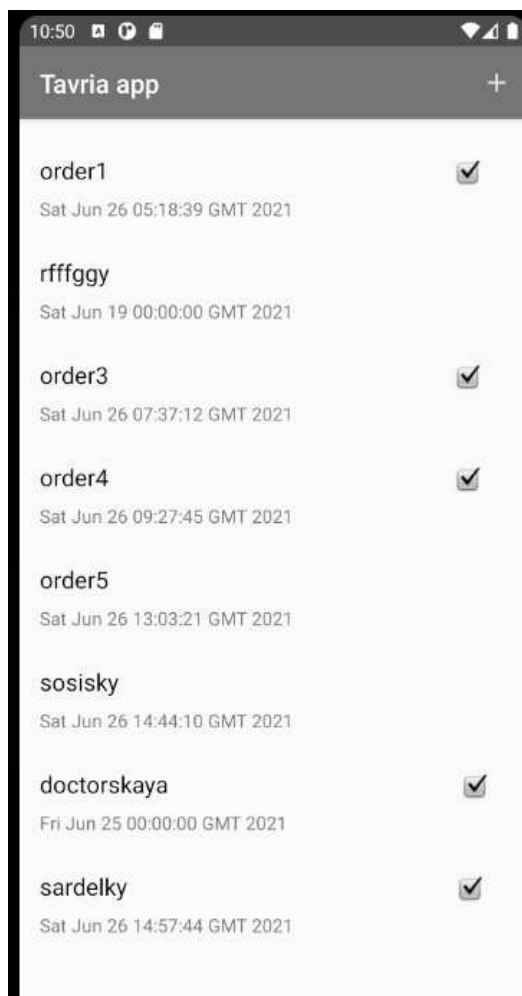 10:50
Tavria app
+
order1
Sat Jun 26 05:18:39 GMT 2021
rfffggy
Sat Jun 19 00:00:00 GMT 2021
order3
Sat Jun 26 07:37:12 GMT 2021
order4
Sat Jun 26 09:27:45 GMT 2021
order5
Sat Jun 26 13:03:21 GMT 2021
sosisky
Sat Jun 26 14:44:10 GMT 2021
doctorskaya
Fri Jun 25 00:00:00 GMT 2021
sardelky
Sat Jun 26 14:57:44 GMT 2021